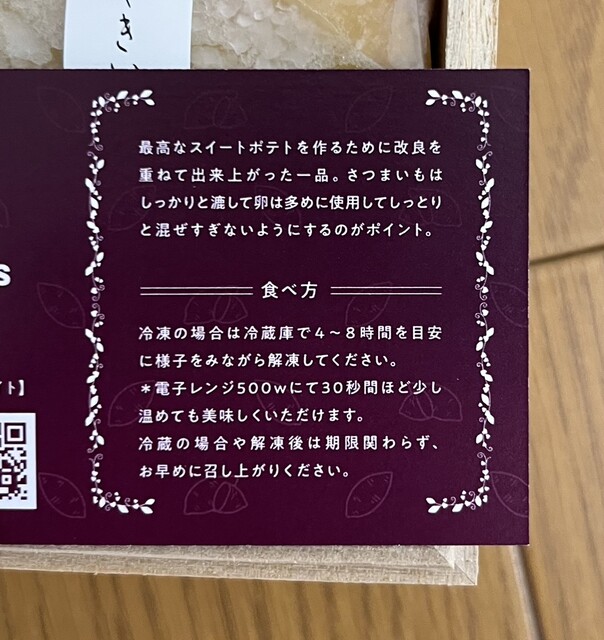 き
最高なスイートポテトを作るために改良を
重ねて出来上がった一品。さつまいもは
しっかりと漉して卵は多めに使用してしっとり
と混ぜすぎないようにするのがポイント。
食べ方
冷凍の場合は冷蔵庫で4〜8時間を目安
に様子をみながら解凍してください。
*電子レンジ500wにて30秒間ほど少し
温めても美味しくいただけます。
冷蔵の場合や解凍後は期限関わらず、
お早めに召し上がりください。
S
イト】